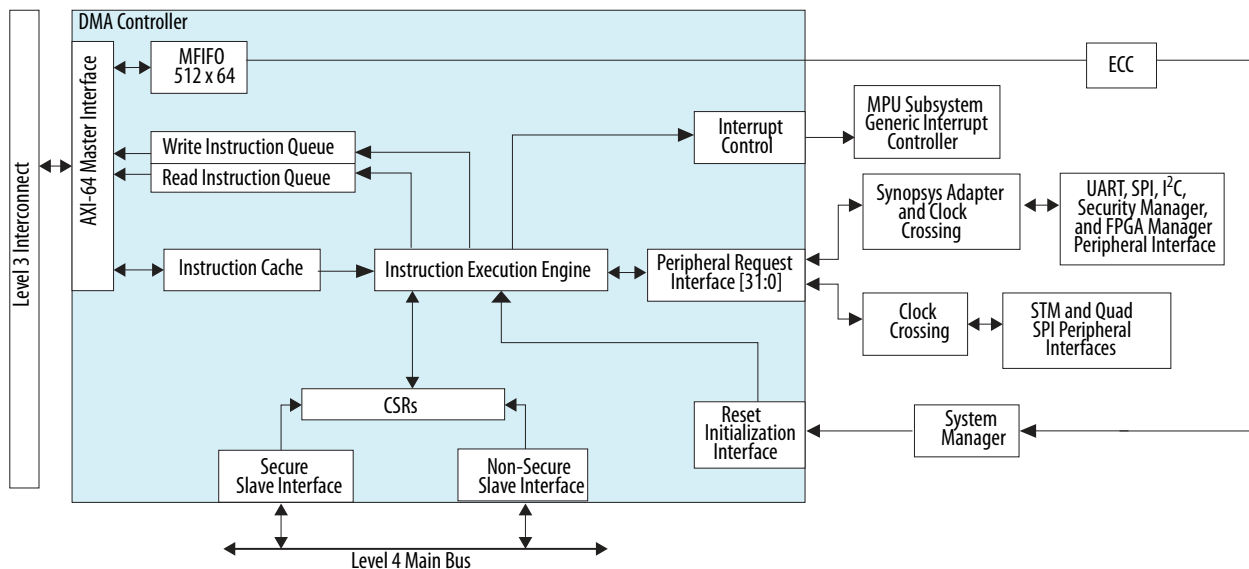 DMA Controller
Level 3 Interconnect
AXI-64 Master Interface
MFIFO
512 x 64
ECC
Write Instruction Queue
Read Instruction Queue
Interrupt
Control
MPU Subsystem
Generic Interrupt
Controller
Instruction Cache
Instruction Execution Engine
Peripheral Request
Interface [31:0]
Synopsys Adapter
and Clock
Crossing
UART, SPI, I²C,
Security Manager,
and FPGA Manager
Peripheral Interface
Clock
Crossing
STM and Quad
SPI Peripheral
Interfaces
CSRs
Reset
Initialization
Interface
System
Manager
Secure
Slave Interface
Non-Secure
Slave Interface
Level 4 Main Bus